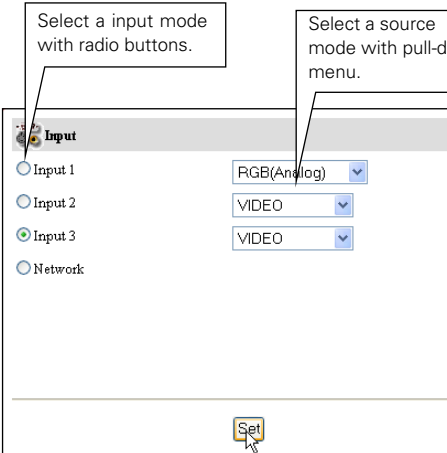 Select a input mode
with radio buttons.
Select a source
mode with pull-d
menu.
Input
Input 1 RGB(Analog)
Input 2 VIDEO
Input 3 VIDEO
Network
Set